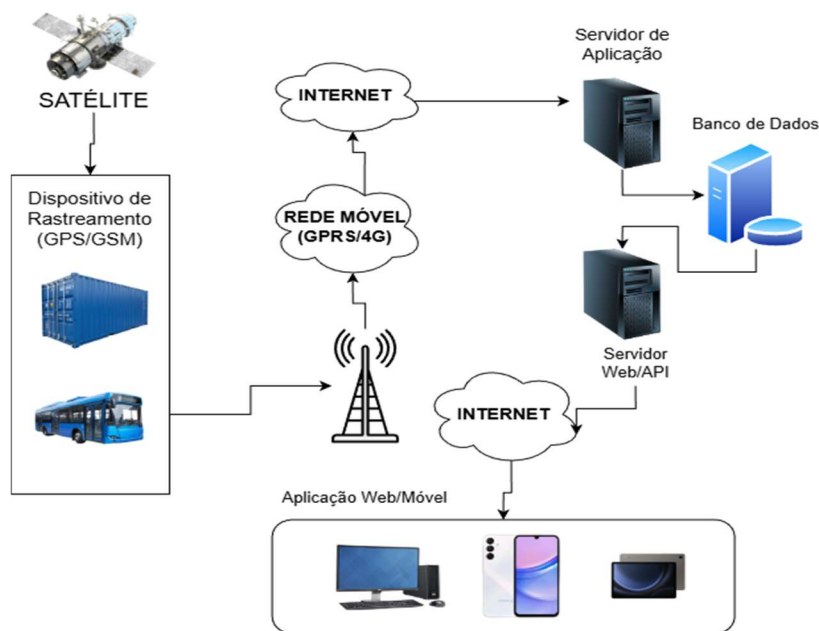 SATÉLITE
Dispositivo de
Rastreamento
(GPS/GSM)
REDE MÓVEL
(GPRS/4G)
INTERNET
Servidor de
Aplicação
Banco de Dados
Servidor
Web/API
INTERNET
Aplicação Web/Móvel